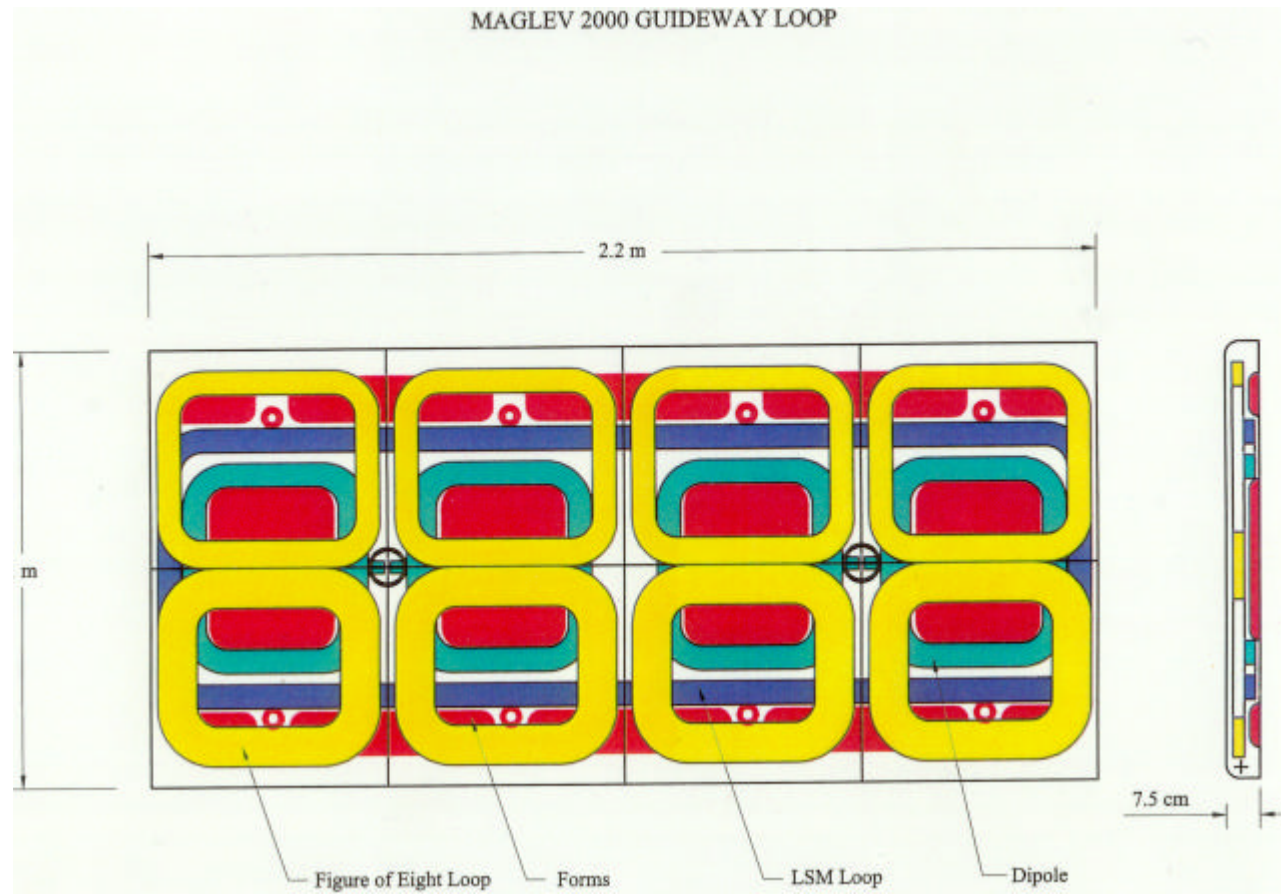 MAGLEV 2000 GUIDEWAY LOOP
2.2 m
m
7.5 cm
Figure of Eight Loop
Forms
LSM Loop
Dipole